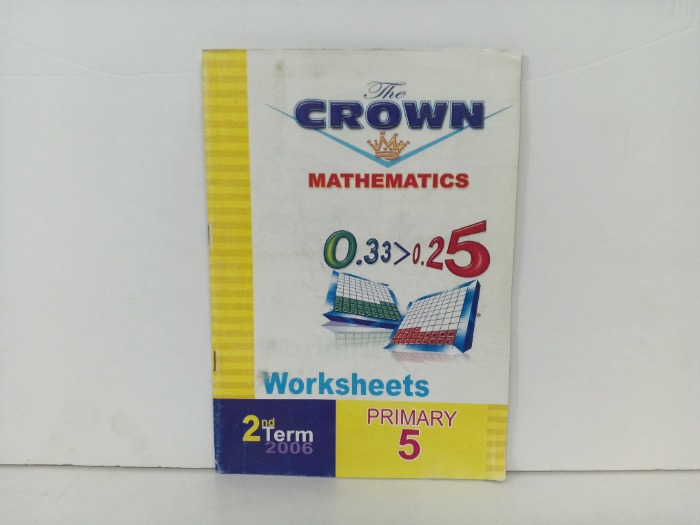 The
CROWN
MATHEMATICS
0.33>0.25
Worksheets
2nd Term
2006
PRIMARY
5